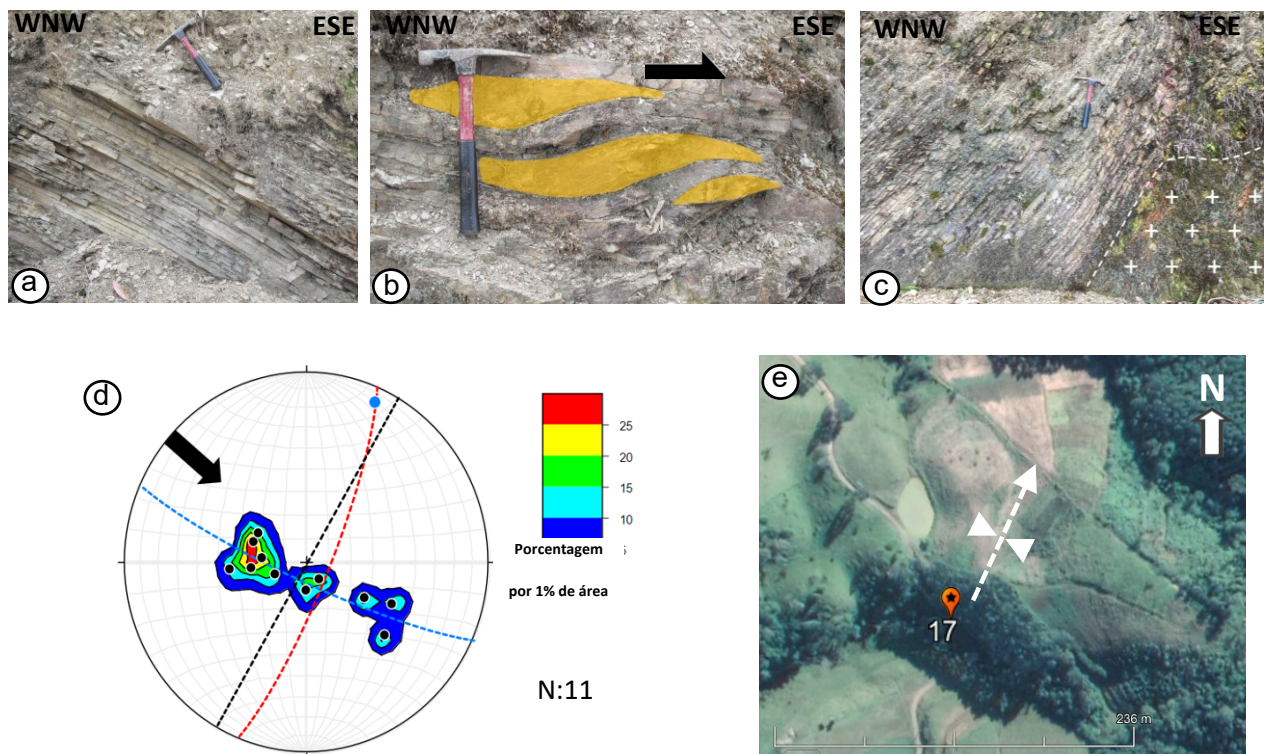 WNW ESE
a
WNW ESE
b
WNW ESE
c
d
25
20
15
10
Porcentagem
por 1% de área
N:11
e
N
17
236 m